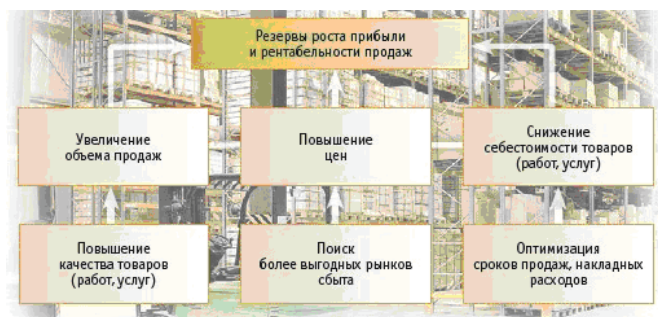 Резервы роста прибыли
и рентабельности продаж
Увеличение
объема продаж
Повышение
цен
Снижение
себестоимости товаров
(работ, услуг)
Повышение
качества товаров
(работ, услуг)
Поиск
более выгодных рынков
сбыта
Оптимизация
сроков продаж, накладных
расходов